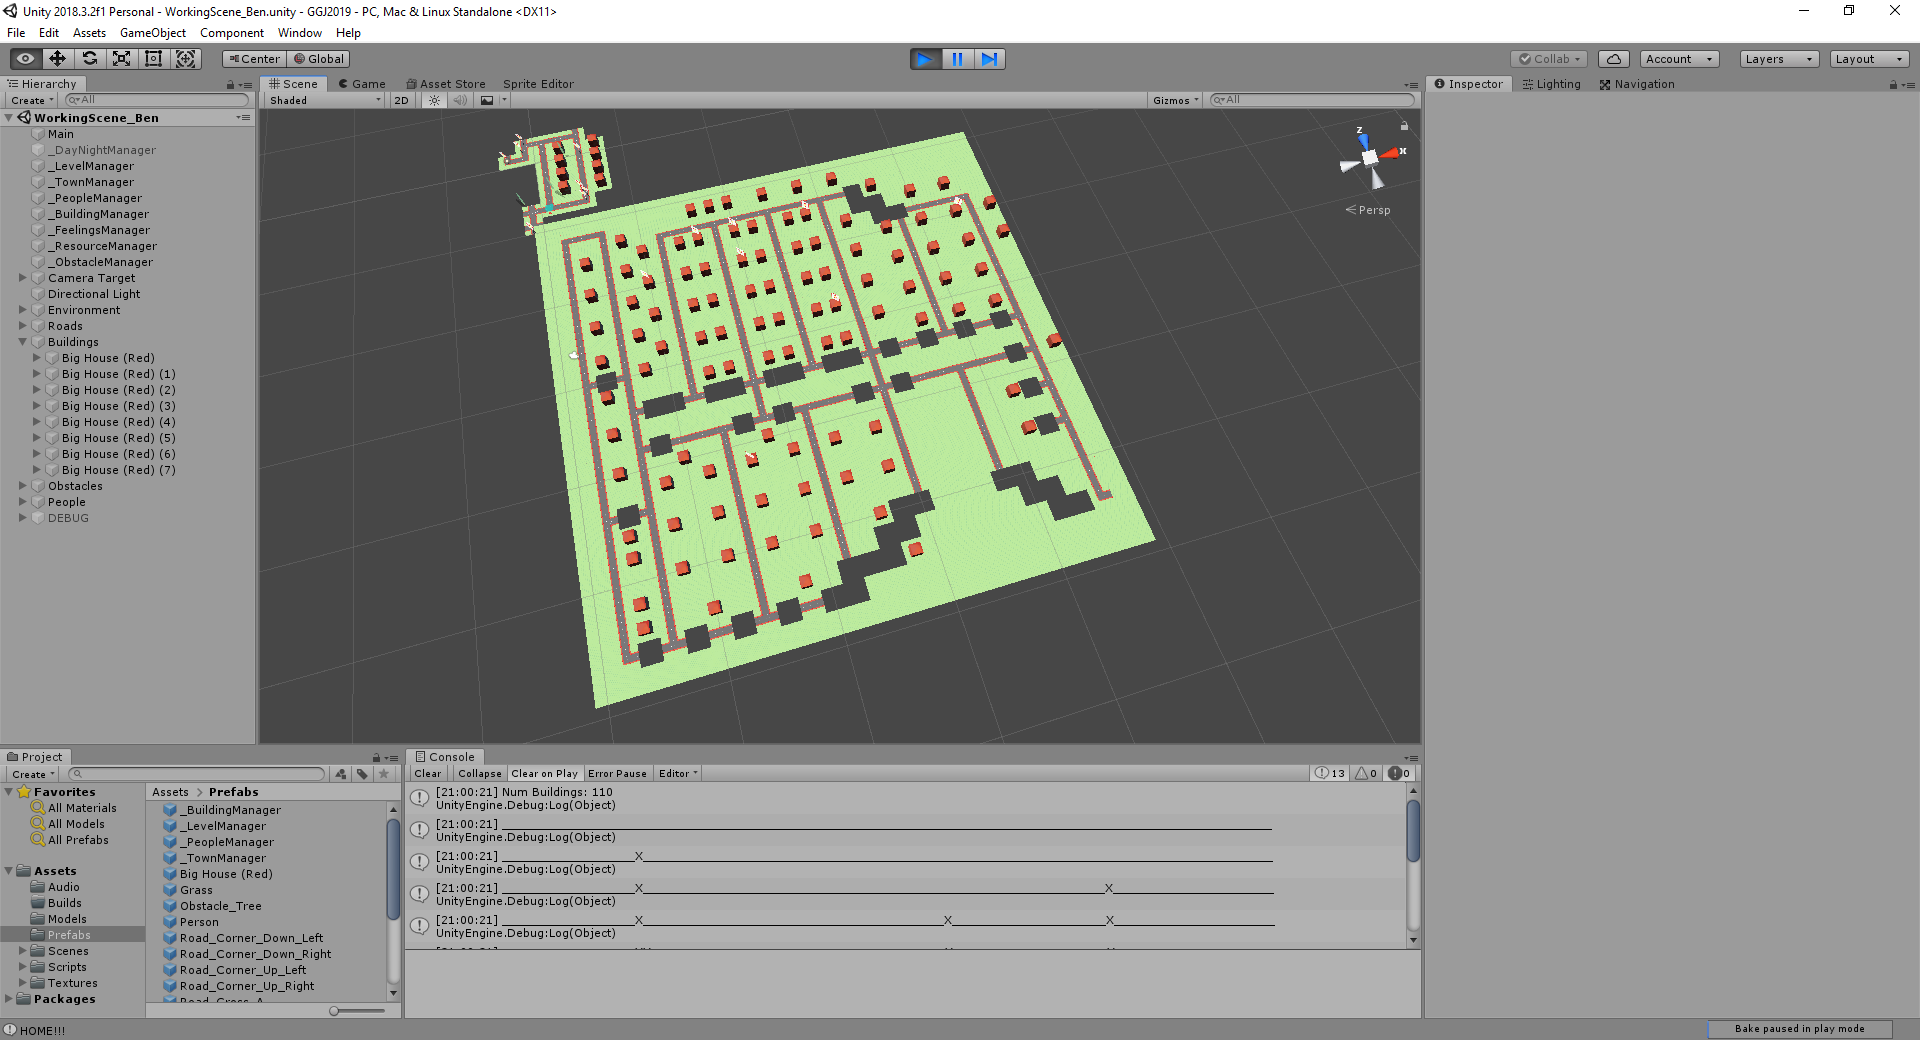 Unity 2018.3.2f1 Personal - WorkingScene_Ben.unity - GGJ2019 - PC, Mac & Linux Standalone <DX11>
File Edit Assets GameObject Component Window Help
Center Global Collab Account Layers Layout
Hierarchy
Create All
WorkingScene_Ben
Main
_DayNightManager
_LevelManager
_TownManager
_PeopleManager
_BuildingManager
_FeelingsManager
_ResourceManager
_ObstacleManager
Camera Target
Directional Light
Environment
Roads
Buildings
Big House (Red)
Big House (Red) (1)
Big House (Red) (2)
Big House (Red) (3)
Big House (Red) (4)
Big House (Red) (5)
Big House (Red) (6)
Big House (Red) (7)
Obstacles
People
DEBUG
Scene Game Asset Store Sprite Editor
Shaded 2D Gizmos All
z
x
Persp
Inspector Lighting Navigation
Project
Create
Favorites
All Materials
All Models
All Prefabs
Assets
Audio
Builds
Models
Prefabs
Scenes
Scripts
Textures
Packages
Assets Prefabs
_BuildingManager
_LevelManager
_PeopleManager
_TownManager
Big House (Red)
Grass
Obstacle_Tree
Person
Road_Corner_Down_Left
Road_Corner_Down_Right
Road_Corner_Up_Left
Road_Corner_Up_Right
Road_Cross_A
Console
Clear Collapse Clear on Play Error Pause Editor 13 0 0
[21:00:21] Num Buildings: 110
UnityEngine.Debug:Log(Object)
[21:00:21] ______________________________
UnityEngine.Debug:Log(Object)
[21:00:21] ___________________X______________________________
UnityEngine.Debug:Log(Object)
[21:00:21] ___________________X______________________________X___________________
UnityEngine.Debug:Log(Object)
[21:00:21] ___________________X______________________________X___________________X___________________
UnityEngine.Debug:Log(Object)
HOME!!!
Bake paused in play mode